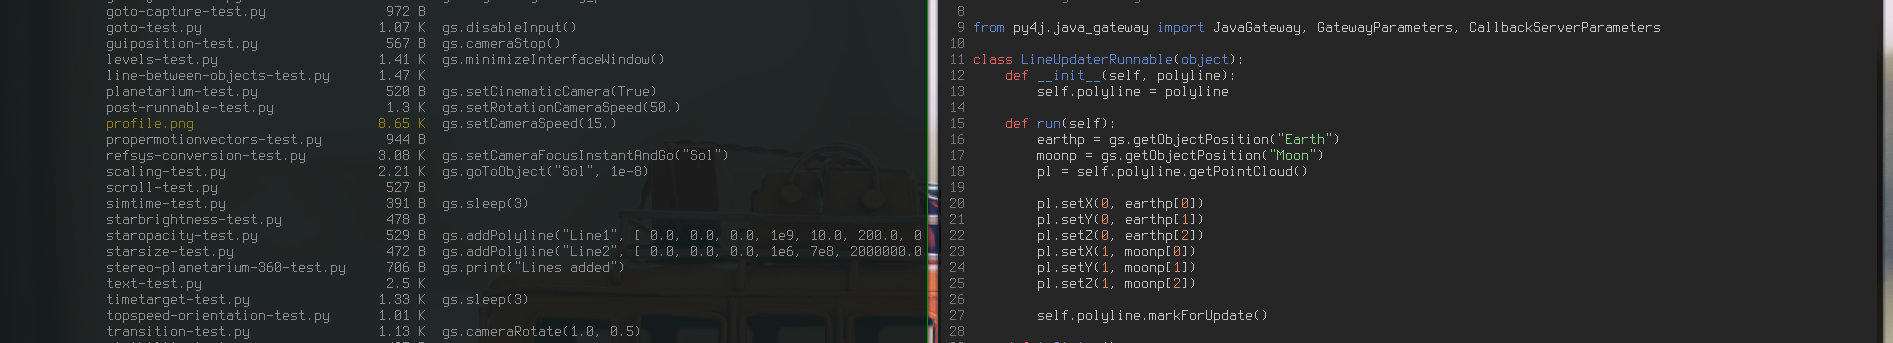 goto-capture-test.py 972 B
goto-test.py 1.07 K gs.disableInput()
guiposition-test.py 567 B gs.cameraStop()
levels-test.py 1.41 K gs.minimizeInterfaceWindow()
line-between-objects-test.py 1.47 K
planetarium-test.py 520 B gs.setCinematicCamera(True)
post-runnable-test.py 1.3 K gs.setRotationCameraSpeed(50.)
profile.png 8.65 K gs.setCameraSpeed(15.)
propermotionvectors-test.py 944 B
refsys-conversion-test.py 3.08 K gs.setCameraFocusInstantAndGo("Sol")
scaling-test.py 2.21 K gs.goToObject("Sol", 1e-8)
scroll-test.py 527 B
simtime-test.py 391 B gs.sleep(3)
starbrightness-test.py 478 B
staropacity-test.py 529 B gs.addPolyline("Line1", [ 0.0, 0.0, 0.0, 1e9, 10.0, 200.0, 0
starsize-test.py 472 B gs.addPolyline("Line2", [ 0.0, 0.0, 0.0, 1e6, 7e8, 2000000.0
stereo-planetarium-360-test.py 706 B gs.print("Lines added")
text-test.py 2.5 K
timetarget-test.py 1.33 K gs.sleep(3)
topspeed-orientation-test.py 1.01 K
transition-test.py 1.13 K gs.cameraRotate(1.0, 0.5)
8
9 from py4j.java_gateway import JavaGateway, GatewayParameters, CallbackServerParameters
10
11 class LineUpdaterRunnable(object):
12 def __init__(self, polyline):
13 self.polyline = polyline
14
15 def run(self):
16 earthp = gs.getObjectPosition("Earth")
17 moonp = gs.getObjectPosition("Moon")
18 pl = self.polyline.getPointCloud()
19
20 pl.setX(0, earthp[0])
21 pl.setY(0, earthp[1])
22 pl.setZ(0, earthp[2])
23 pl.setX(1, moonp[0])
24 pl.setY(1, moonp[1])
25 pl.setZ(1, moonp[2])
26
27 self.polyline.markForUpdate()
28